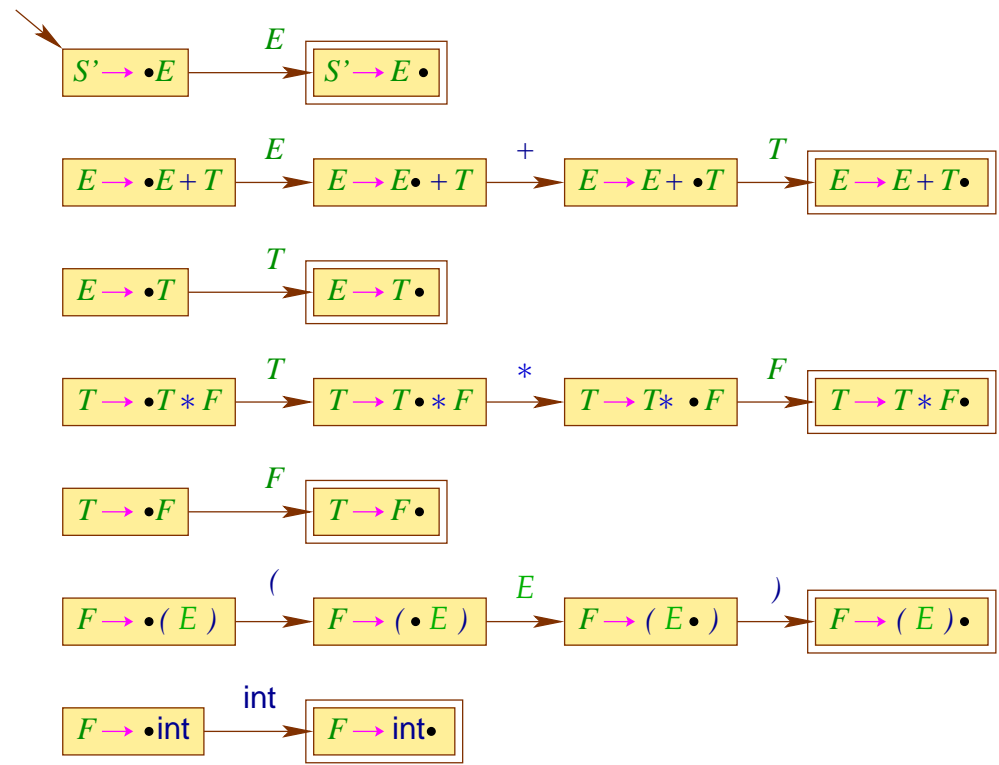 E
S’→ •E S’→ E •
E + T
E→ •E + T E→ E• + T E→ E + •T E→ E + T•
T
E→ •T E→ T •
T * F
T→ •T * F T→ T • * F T→ T* •F T→ T * F•
F
T→ •F T→ F •
( E )
F→ •( E ) F→ (• E ) F→ ( E • ) F→ ( E ) •
int
F→ •int F→ int•